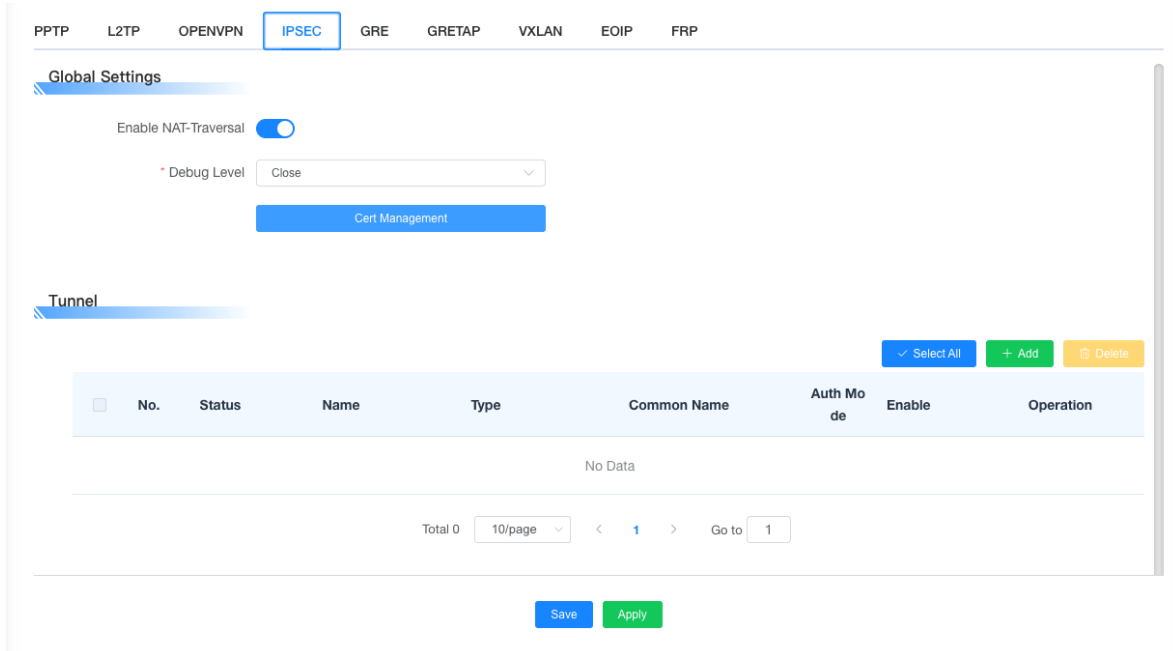 PPTP L2TP OPENVPN IPSEC GRE GRETAP VXLAN EOIP FRP
Global Settings
Enable NAT-Traversal
* Debug Level Close
Cert Management
Tunnel
Select All + Add Delete
No. Status Name Type Common Name Auth Mo Enable Operation
de
No Data
Total 0 10/page < 1 > Go to 1
Save Apply